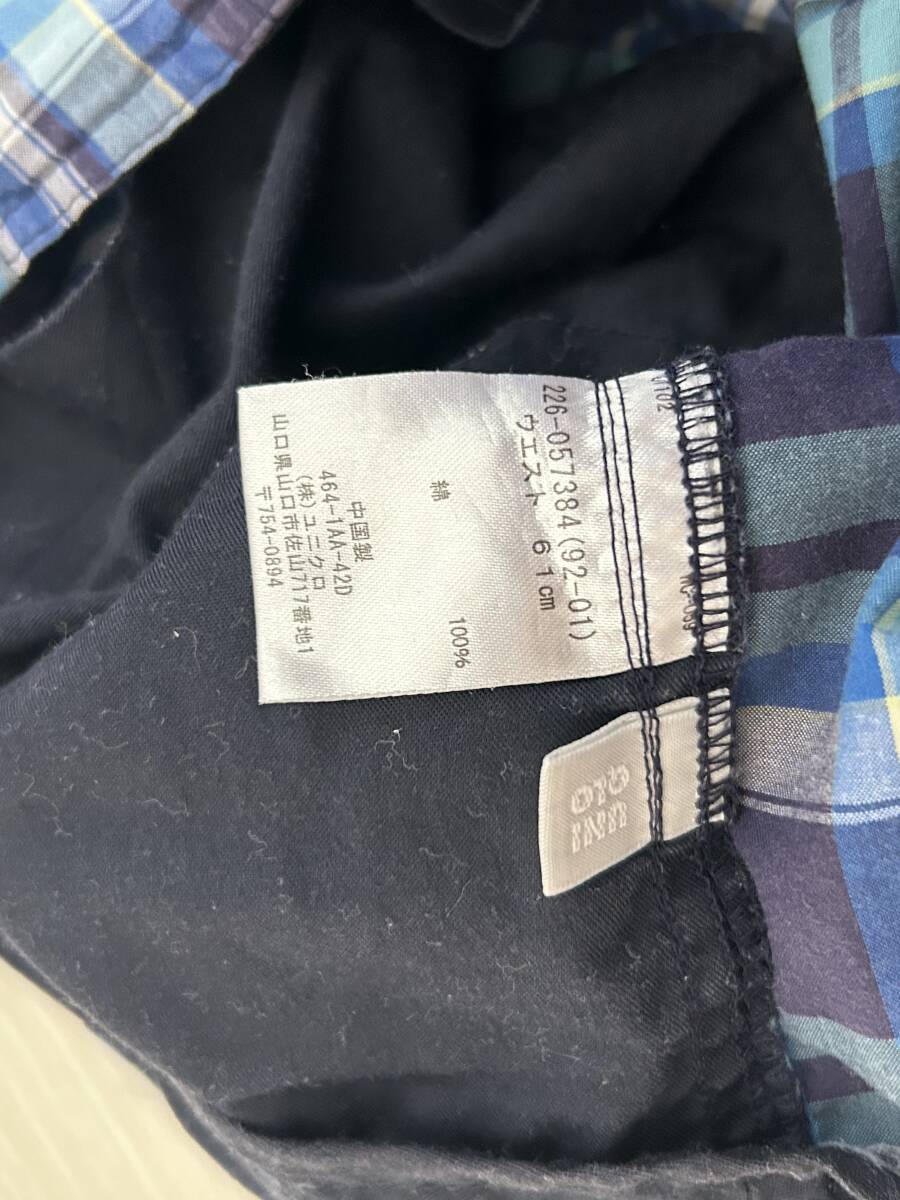 226-057384(92-01)
ウエスト 61cm
綿 100%
中国製
464-1AA-42D
(株)ユニクロ
山口県山口市佐山717番地1
〒754-0894
UNI
QLO